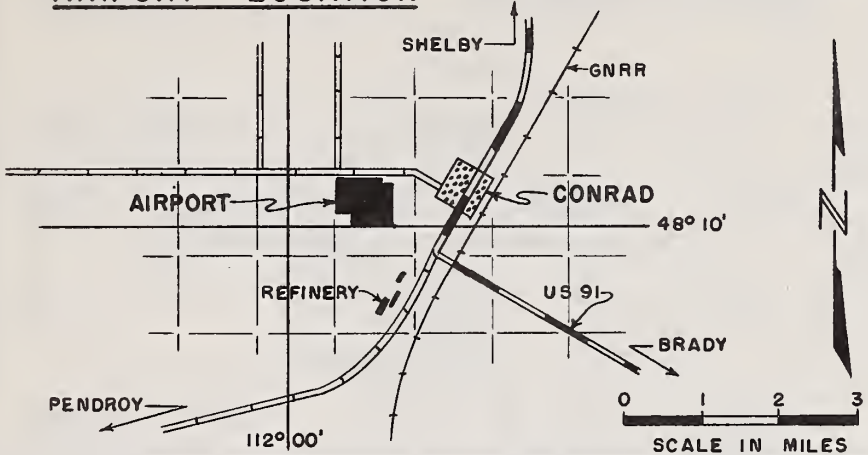 SHELBY
GNRR
AIRPORT
CONRAD
48° 10'
REFINERY
US 91
BRADY
PENDROY
112° 00'
N
0 1 2 3
SCALE IN MILES